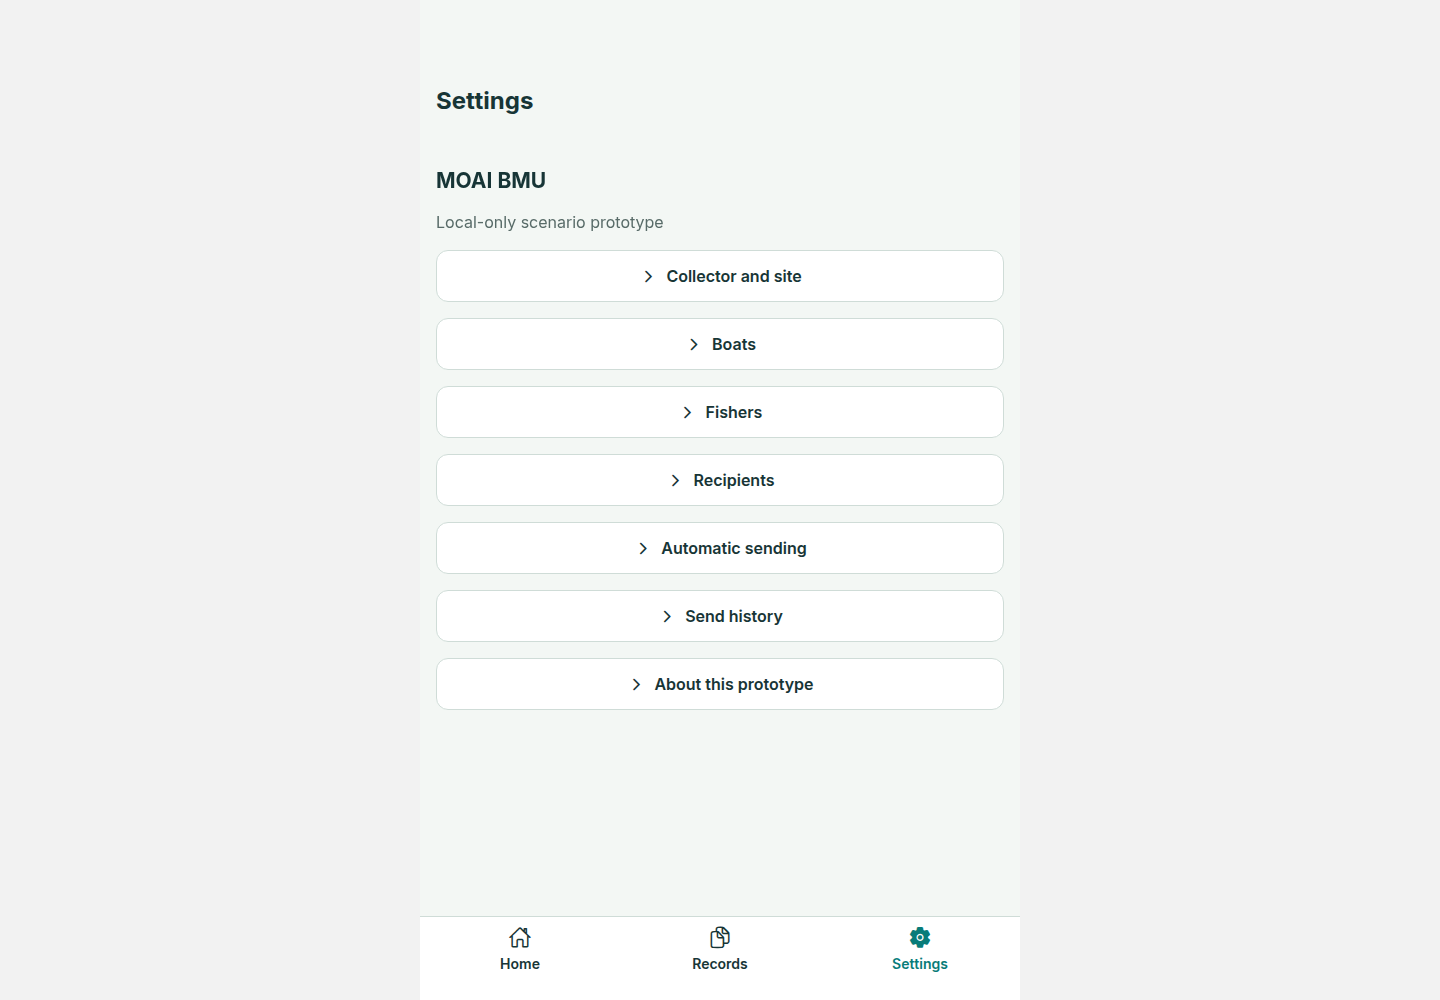 Settings
MOAI BMU
Local-only scenario prototype
Collector and site
Boats
Fishers
Recipients
Automatic sending
Send history
About this prototype
Home
Records
Settings